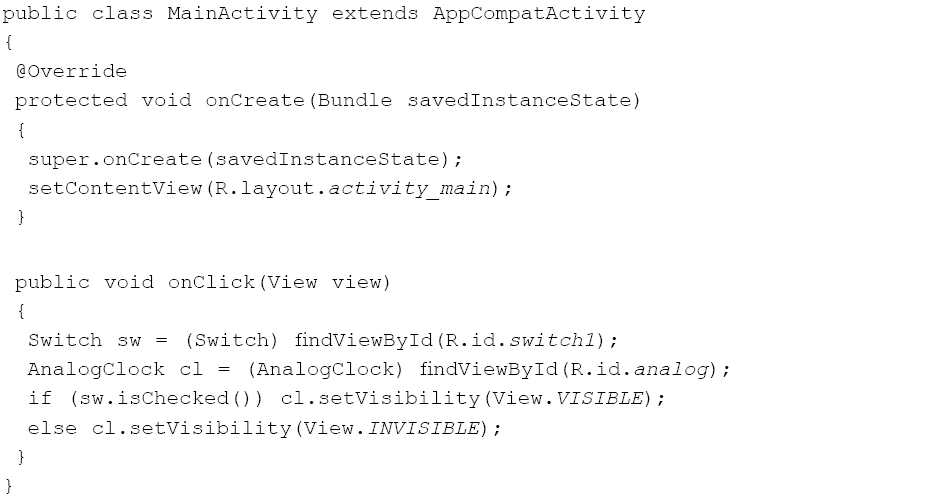 public class MainActivity extends AppCompatActivity
{
@Override
protected void onCreate(Bundle savedInstanceState)
{
super.onCreate(savedInstanceState);
setContentView(R.layout.activity_main);
}
public void onClick(View view)
{
Switch sw = (Switch) findViewById(R.id.switch1);
AnalogClock cl = (AnalogClock) findViewById(R.id.analog);
if (sw.isChecked()) cl.setVisibility(View.VISIBLE);
else cl.setVisibility(View.INVISIBLE);
}
}